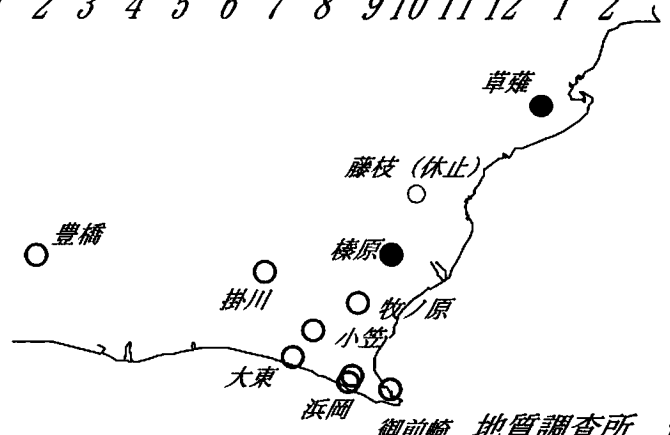 2 3 4 5 6 7 8 9 10 11 12 1 2
草薙
藤枝(休止)
豊橋
榛原
掛川
牧ノ原
小笠
大東
浜岡
御前崎 地質調査所